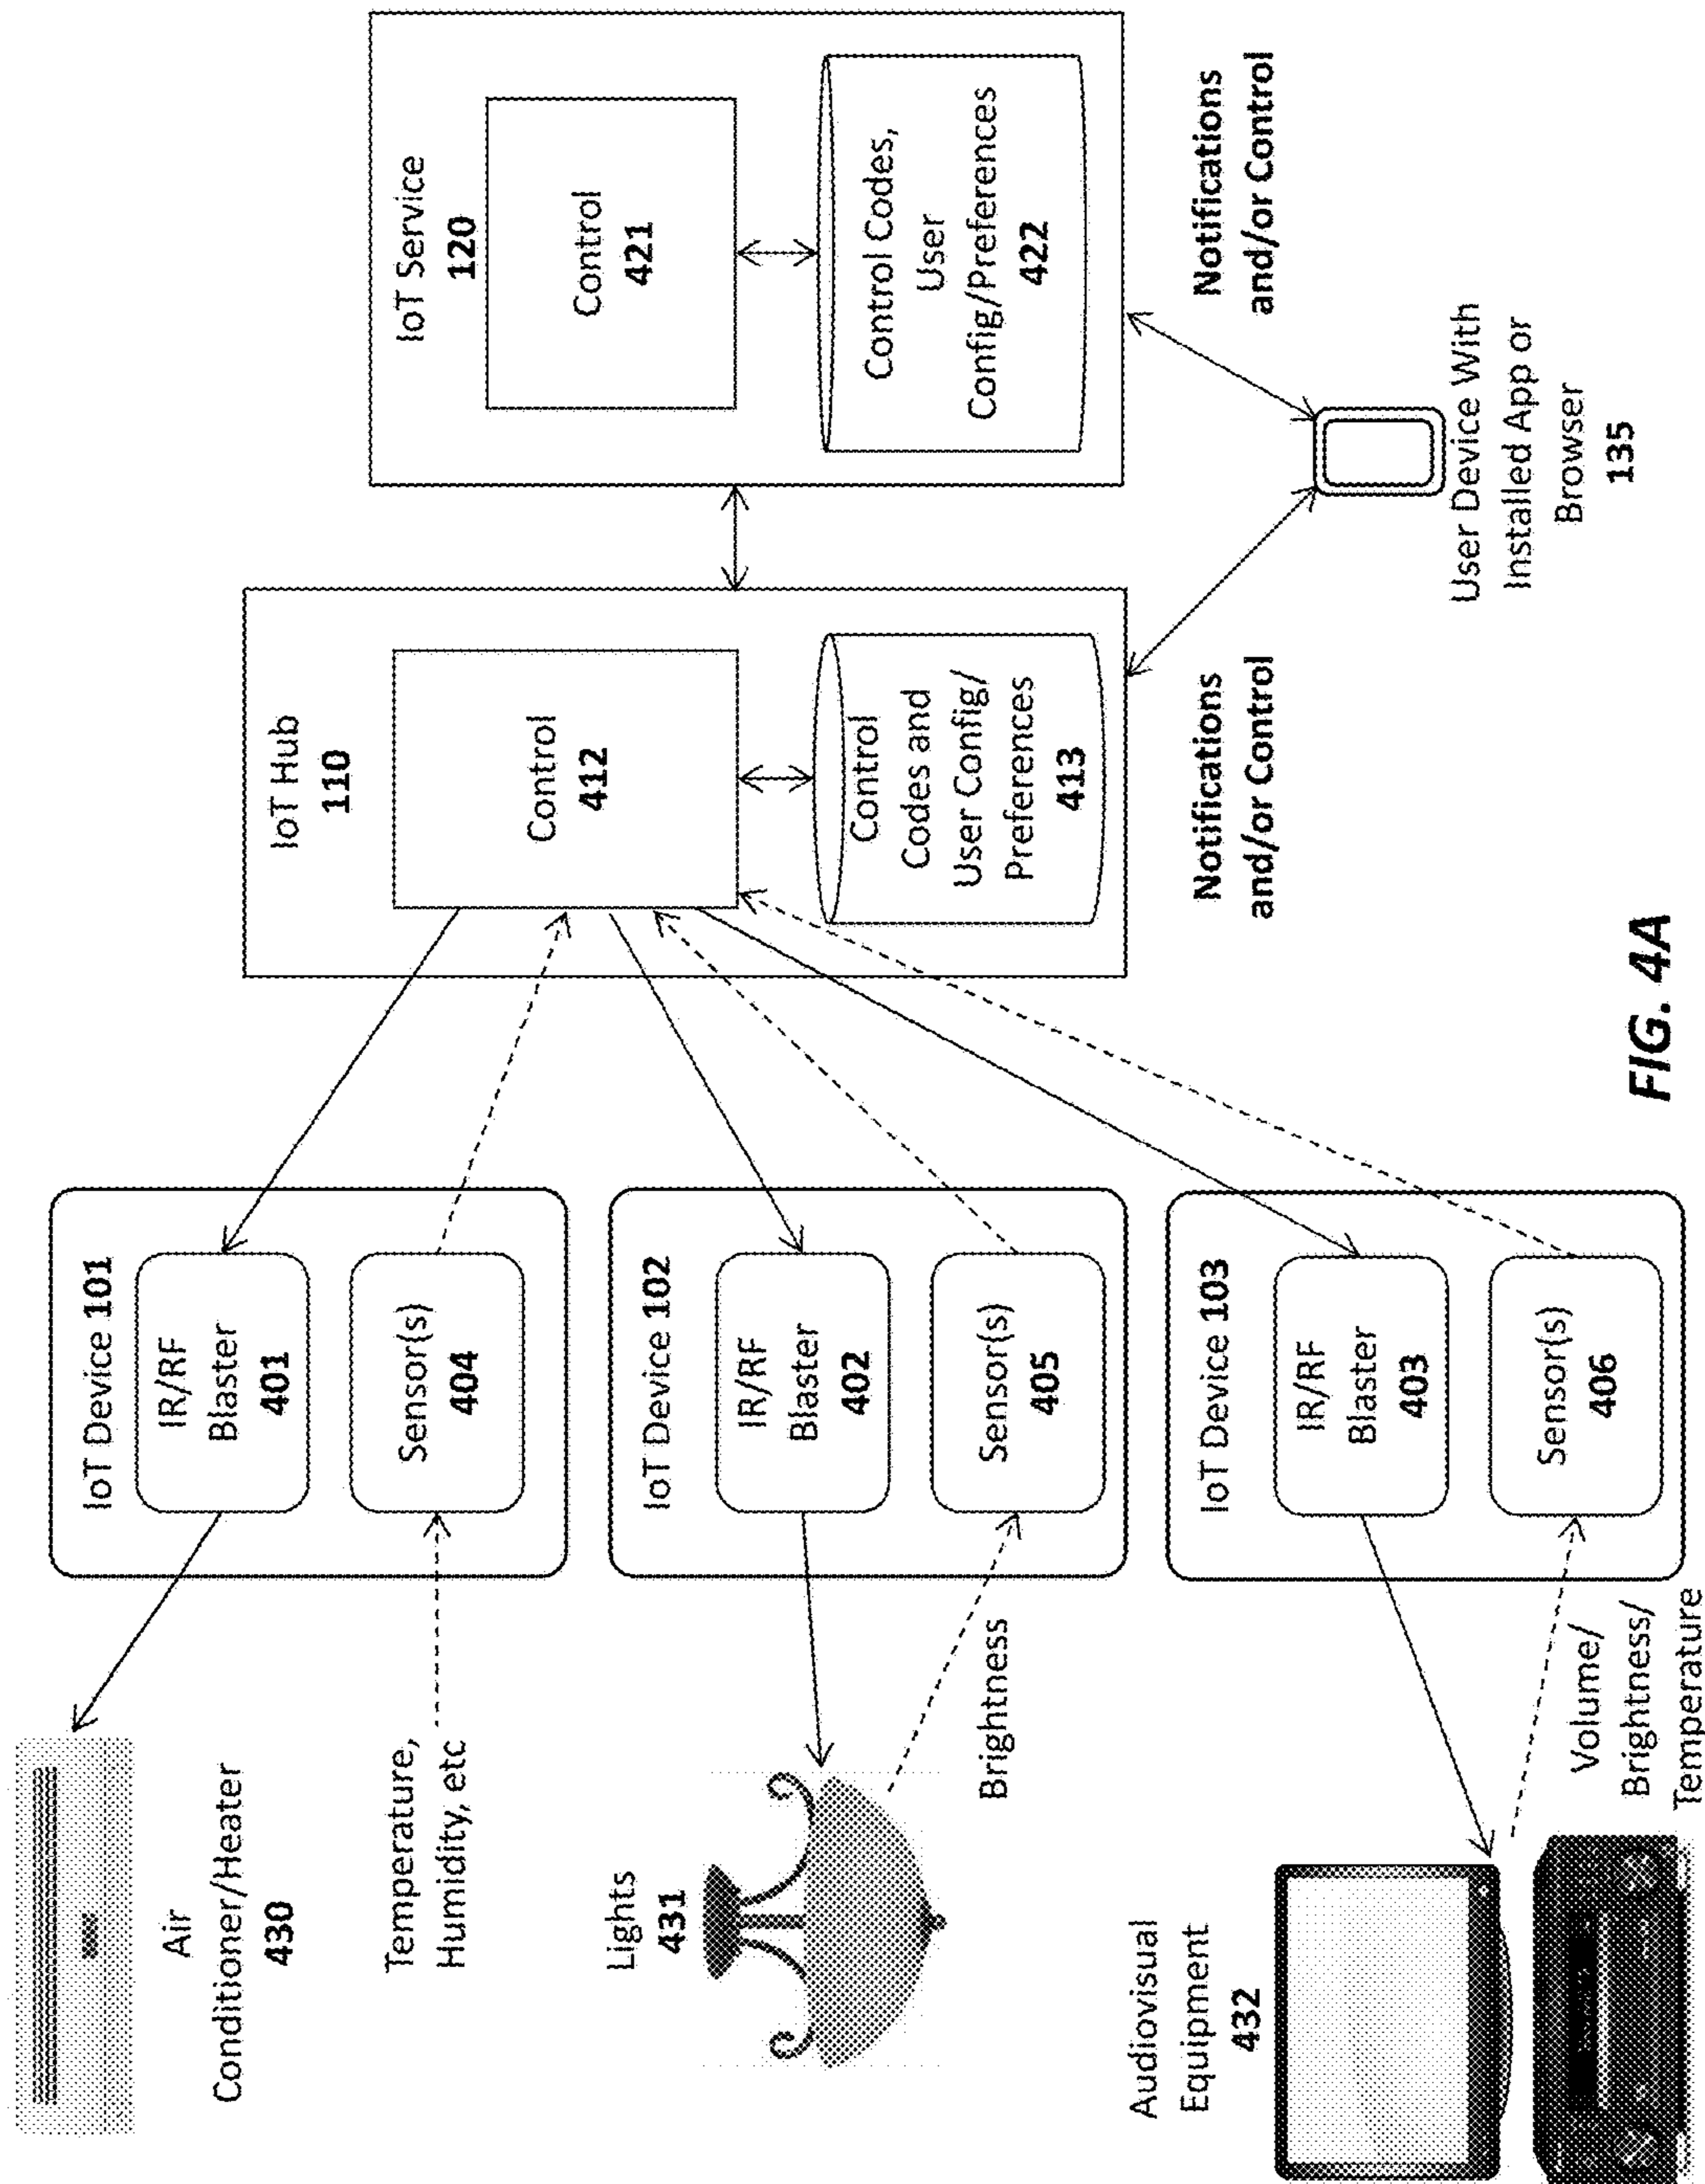 Air
Conditioner/Heater
430
Temperature,
Humidity, etc
Lights
431
Brightness
Audiovisual
Equipment
432
Volume/
Brightness/
Temperature
IoT Device 101
IR/RF
Blaster
401
Sensor(s)
404
IoT Device 102
IR/RF
Blaster
402
Sensor(s)
405
IoT Device 103
IR/RF
Blaster
403
Sensor(s)
406
IoT Hub
110
Control
412
Control
Codes and
User Config/
Preferences
413
Notifications
and/or Control
IoT Service
120
Control
421
Control Codes,
User
Config/Preferences
422
Notifications
and/or Control
User Device With
Installed App or
Browser
135
FIG. 4A